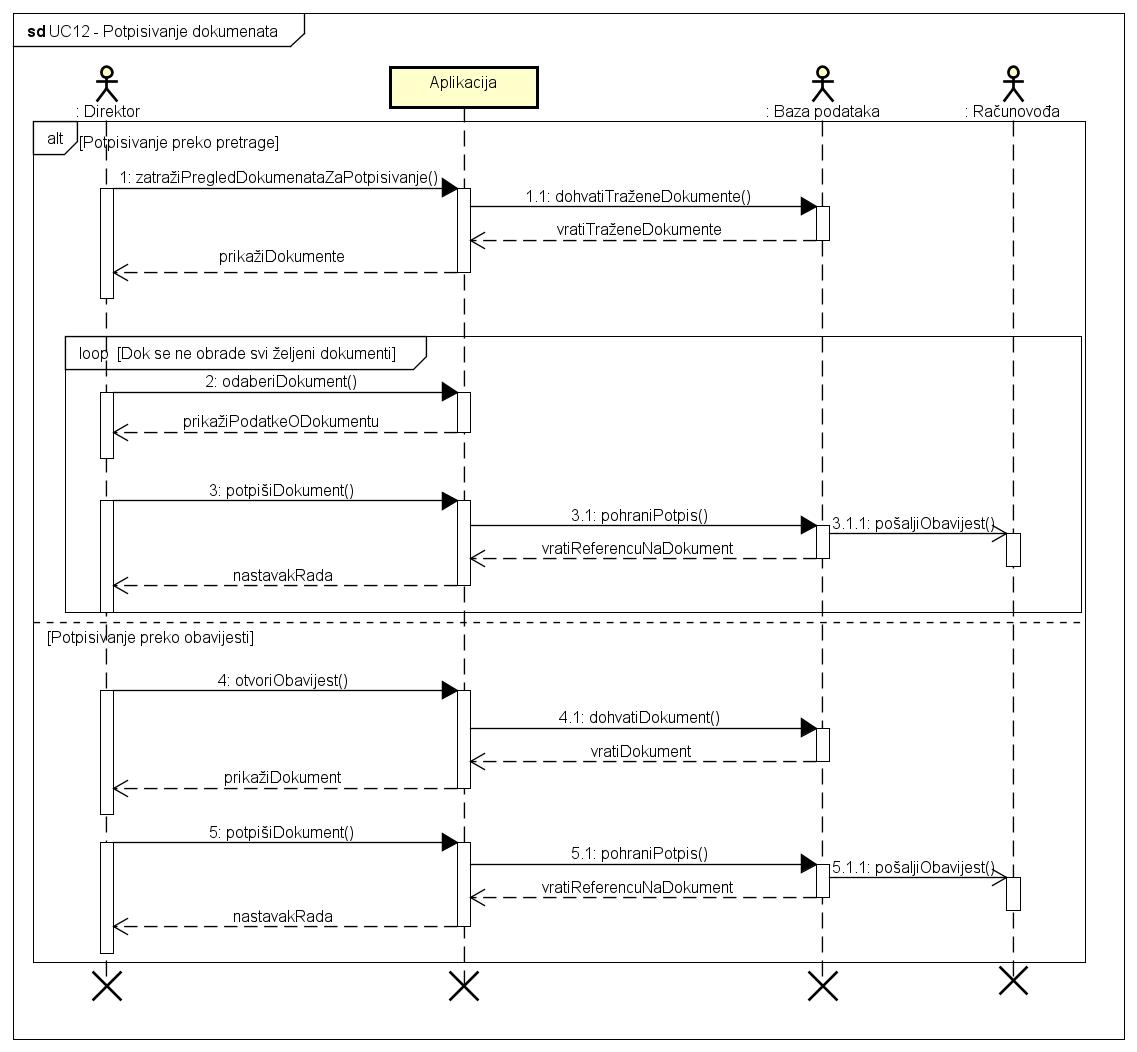 sd UC12 - Potpisivanje dokumenata
: Direktor
Aplikacija
: Baza podataka
: Računovođa
alt
[Potpisivanje preko pretrage]
1: zatražiPregledDokumenataZaPotpisivanje()
1.1: dohvatiTraženeDokumente()
vratiTraženeDokumente
prikažiDokumente
loop [Dok se ne obrade svi željeni dokumenti]
2: odaberiDokument()
prikažiPodatkeODokumentu
3: potpišiDokument()
3.1: pohraniPotpis()
3.1.1: pošaljiObavijest()
vratiReferencuNaDokument
nastavakRada
[Potpisivanje preko obavijesti]
4: otvoriObavijest()
4.1: dohvatiDokument()
vratiDokument
prikažiDokument
5: potpišiDokument()
5.1: pohraniPotpis()
5.1.1: pošaljiObavijest()
vratiReferencuNaDokument
nastavakRada